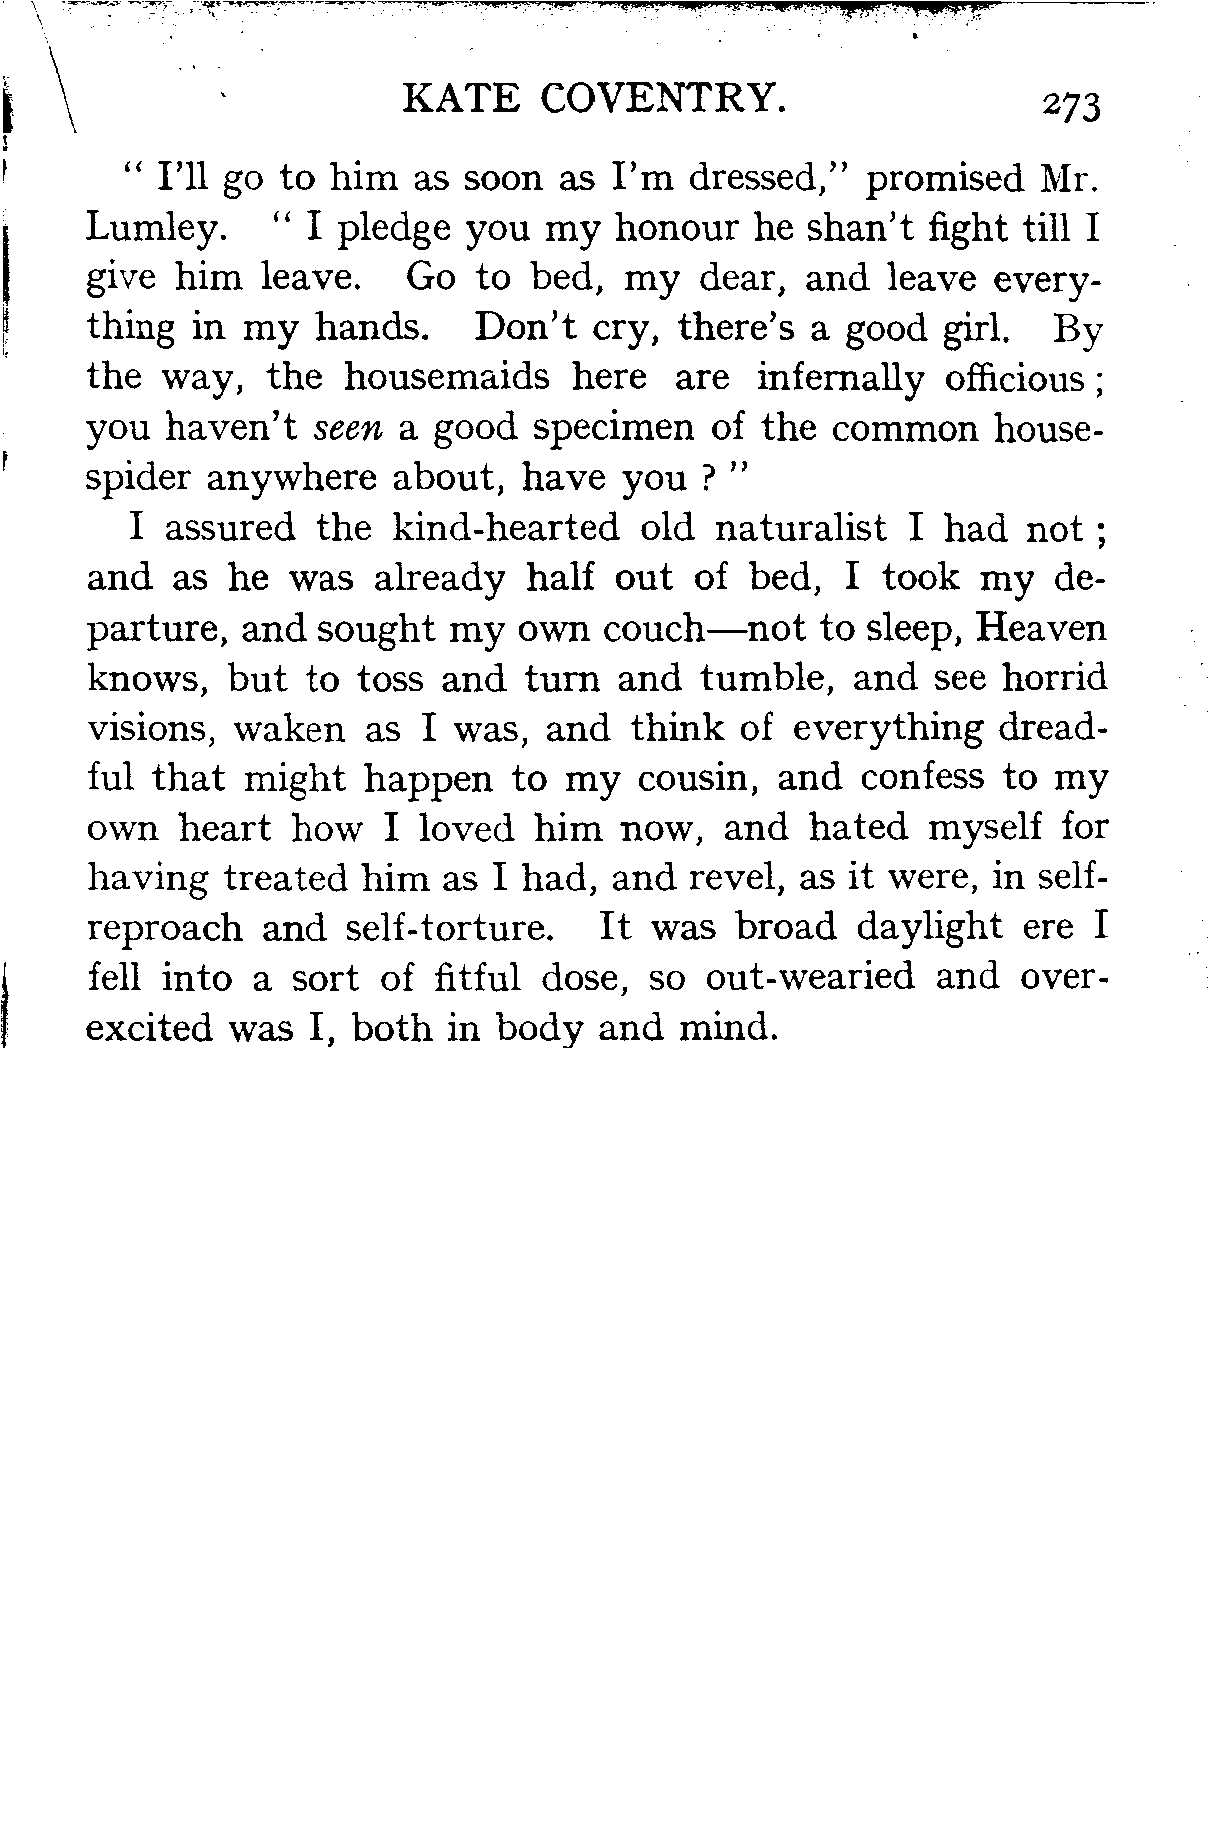 KATE COVENTRY. 273
“ I'll go to him as soon as I'm dressed,” promised Mr.
Lumley. “ I pledge you my honour he shan't fight till I
give him leave. Go to bed, my dear, and leave every-
thing in my hands. Don't cry, there's a good girl. By
the way, the housemaids here are infernally officious ;
you haven't seen a good specimen of the common house-
spider anywhere about, have you ? ”
I assured the kind-hearted old naturalist I had not ;
and as he was already half out of bed, I took my de-
parture, and sought my own couch—not to sleep, Heaven
knows, but to toss and turn and tumble, and see horrid
visions, waken as I was, and think of everything dread-
ful that might happen to my cousin, and confess to my
own heart how I loved him now, and hated myself for
having treated him as I had, and revel, as it were, in self-
reproach and self-torture. It was broad daylight ere I
fell into a sort of fitful dose, so out-wearied and over-
excited was I, both in body and mind.